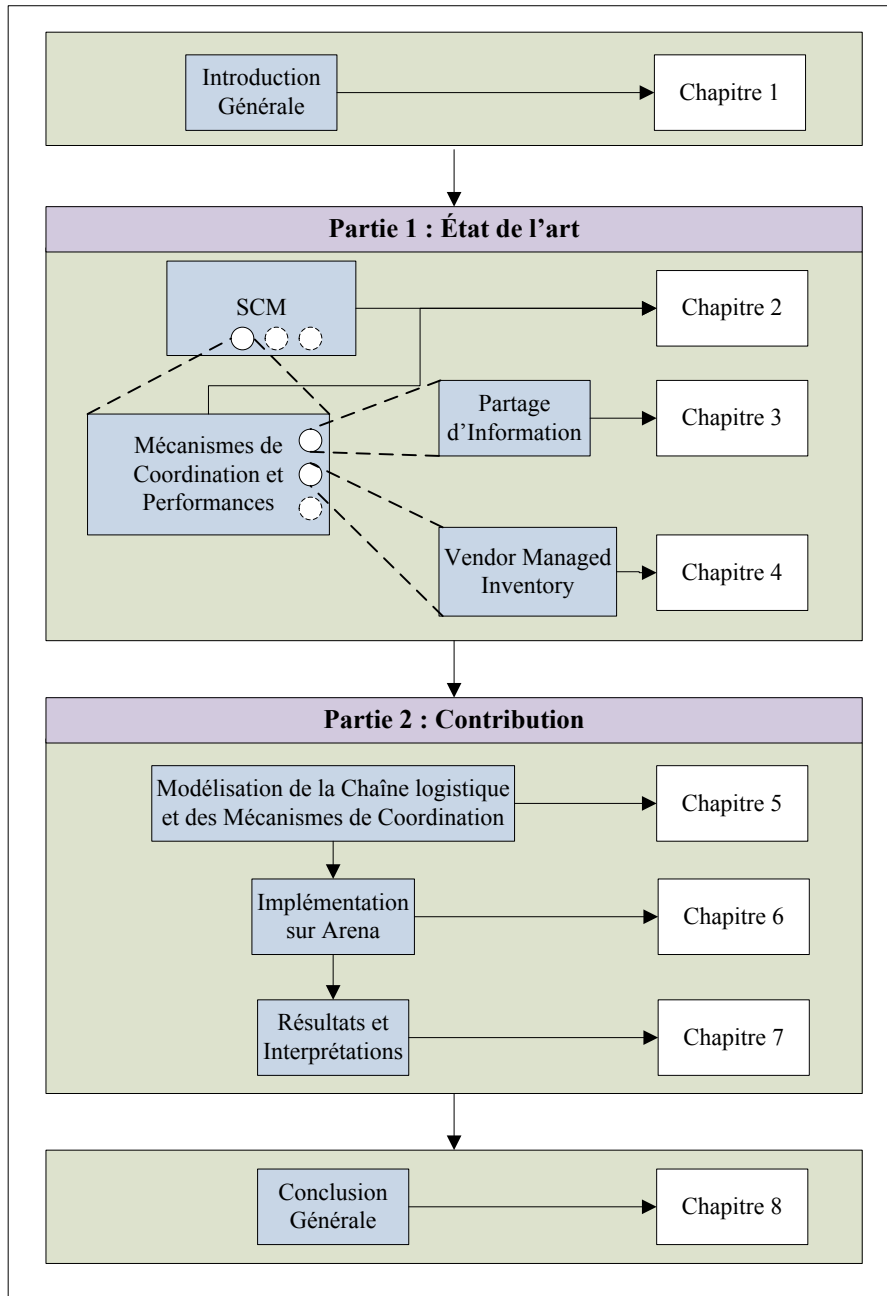 Introduction
Générale
Chapitre 1
Partie 1 : État de l’art
SCM
Chapitre 2
Mécanismes de
Coordination et
Performances
Partage
d’Information
Chapitre 3
Vendor Managed
Inventory
Chapitre 4
Partie 2 : Contribution
Modélisation de la Chaîne logistique
et des Mécanismes de Coordination
Chapitre 5
Implémentation
sur Arena
Chapitre 6
Résultats et
Interprétations
Chapitre 7
Conclusion
Générale
Chapitre 8